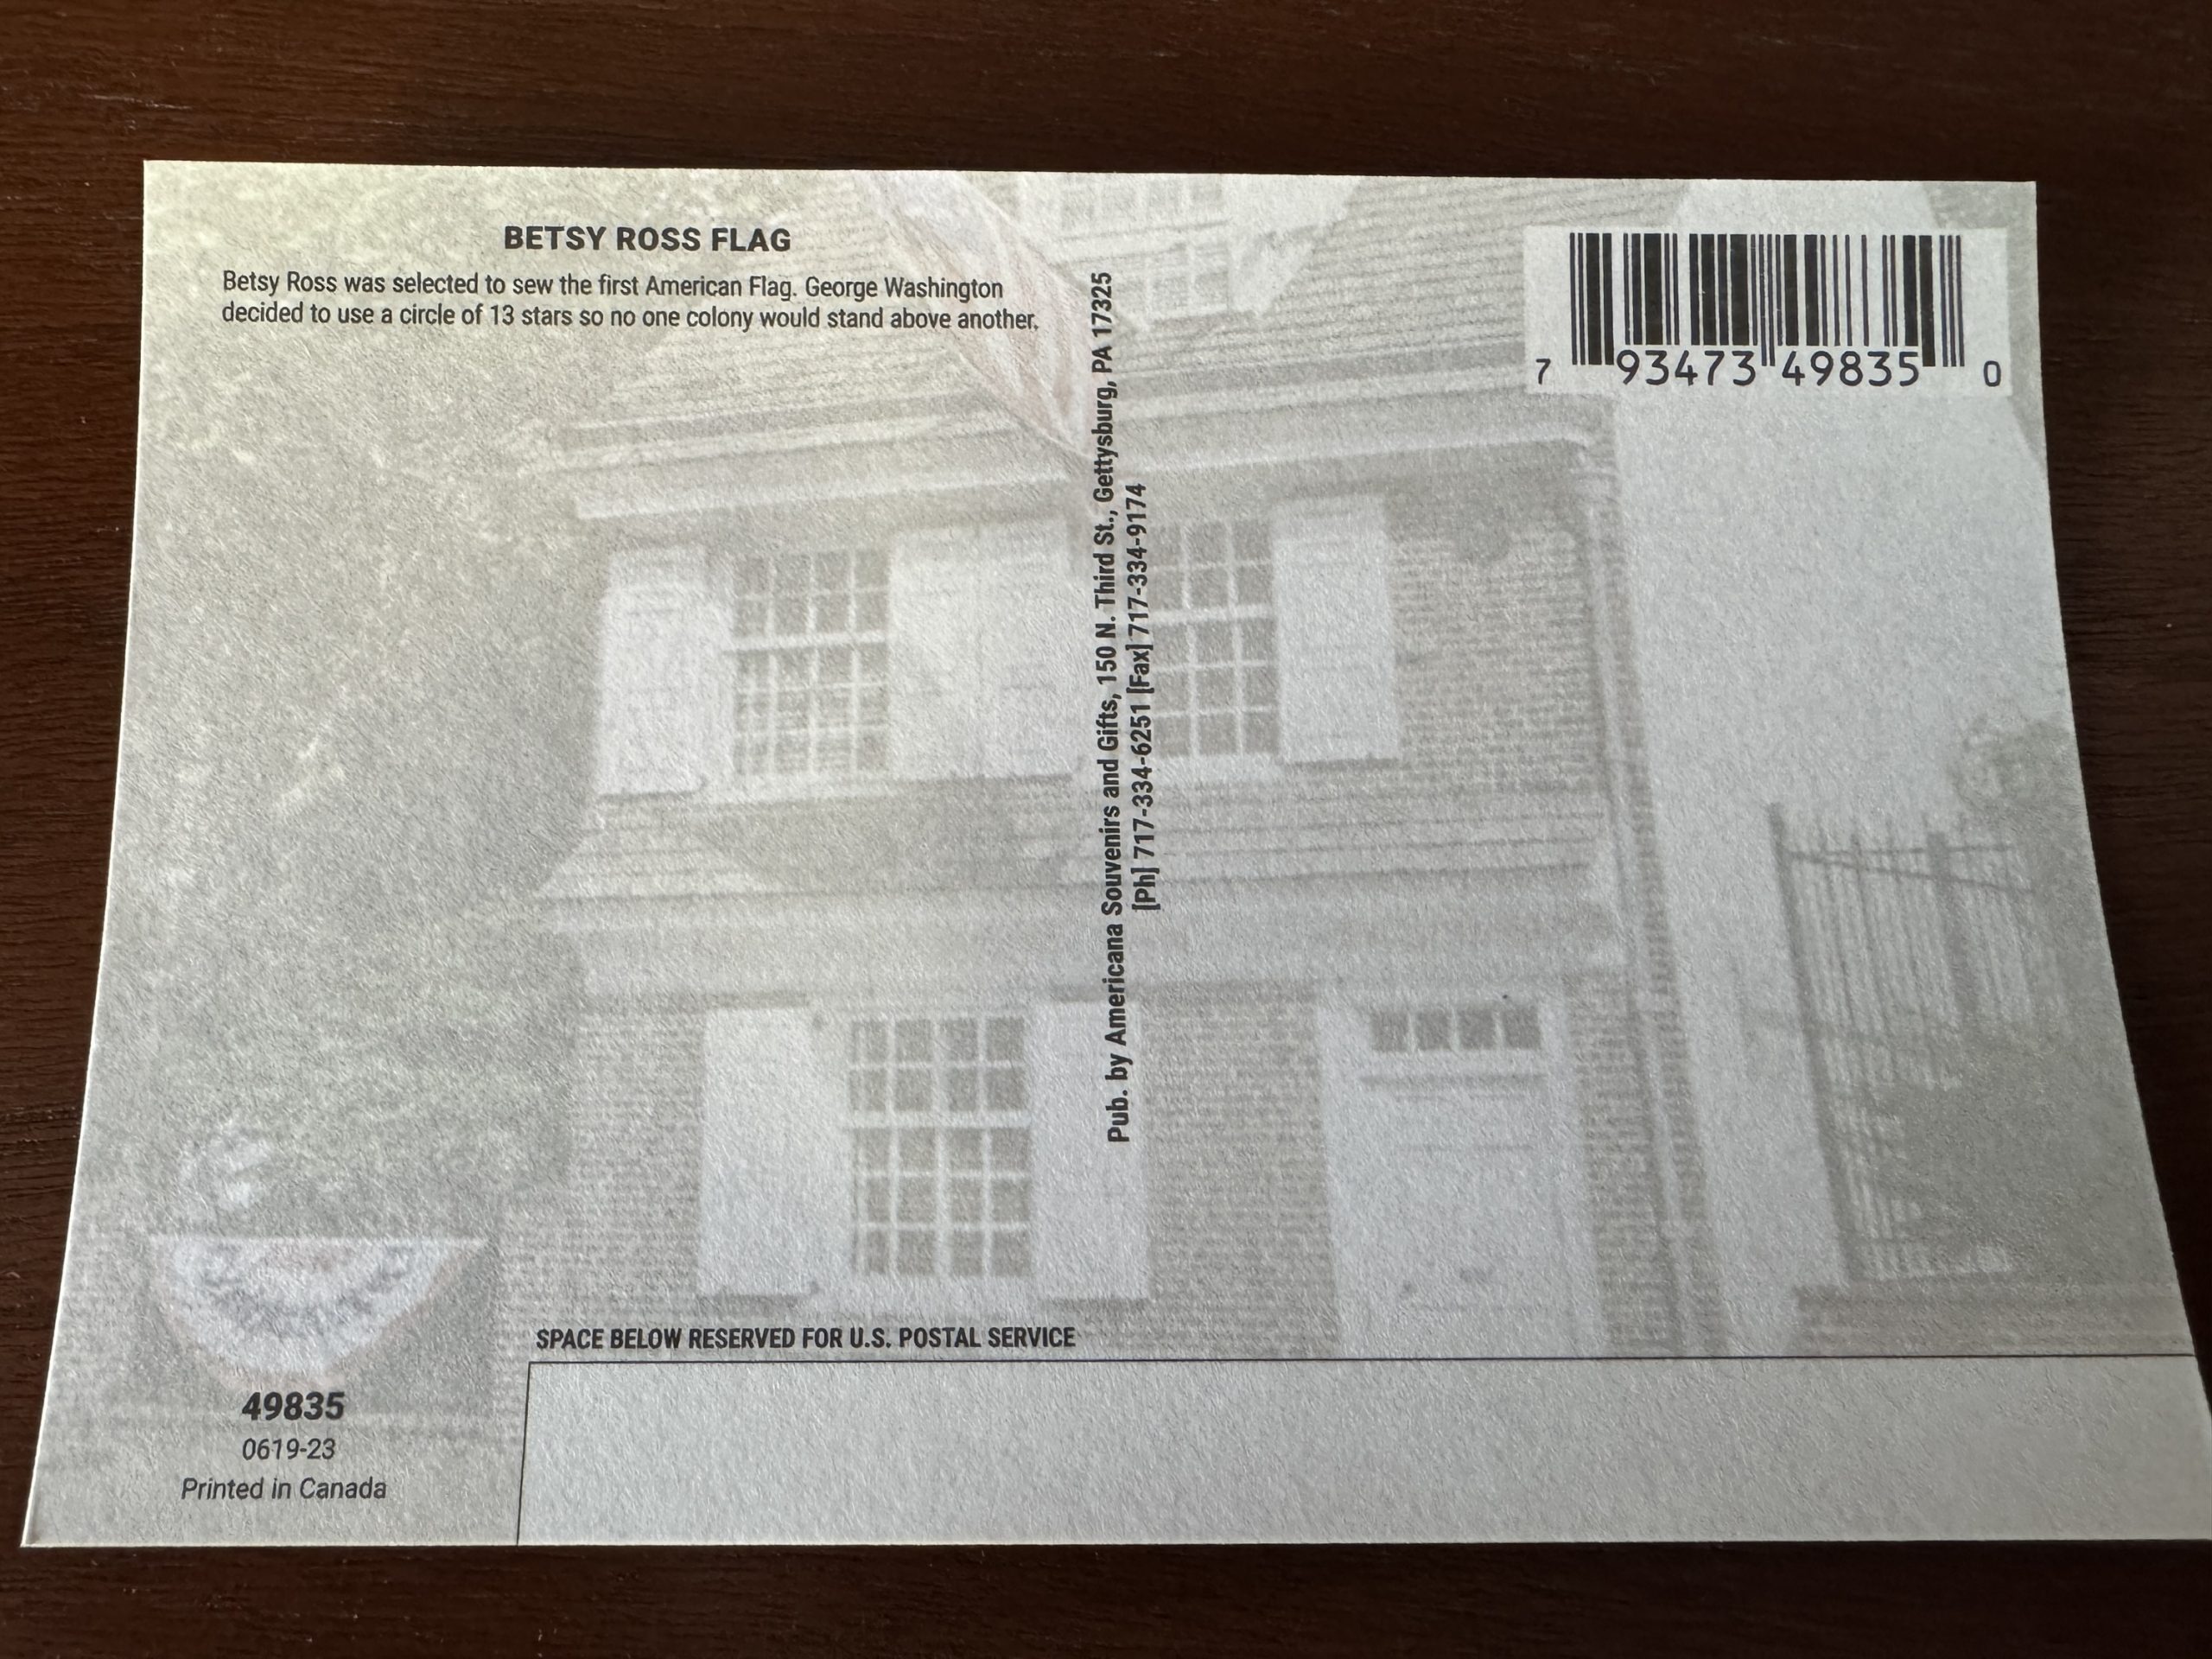 BETSY ROSS FLAG
Betsy Ross was selected to sew the first American Flag. George Washington
decided to use a circle of 13 stars so no one colony would stand above another.
Pub. by Americana Souvenirs and Gifts, 150 N. Third St., Gettysburg, PA 17325
[Ph] 717-334-6251 [Fax] 717-334-9174
7 93473 49835 0
SPACE BELOW RESERVED FOR U.S. POSTAL SERVICE
49835
0619-23
Printed in Canada